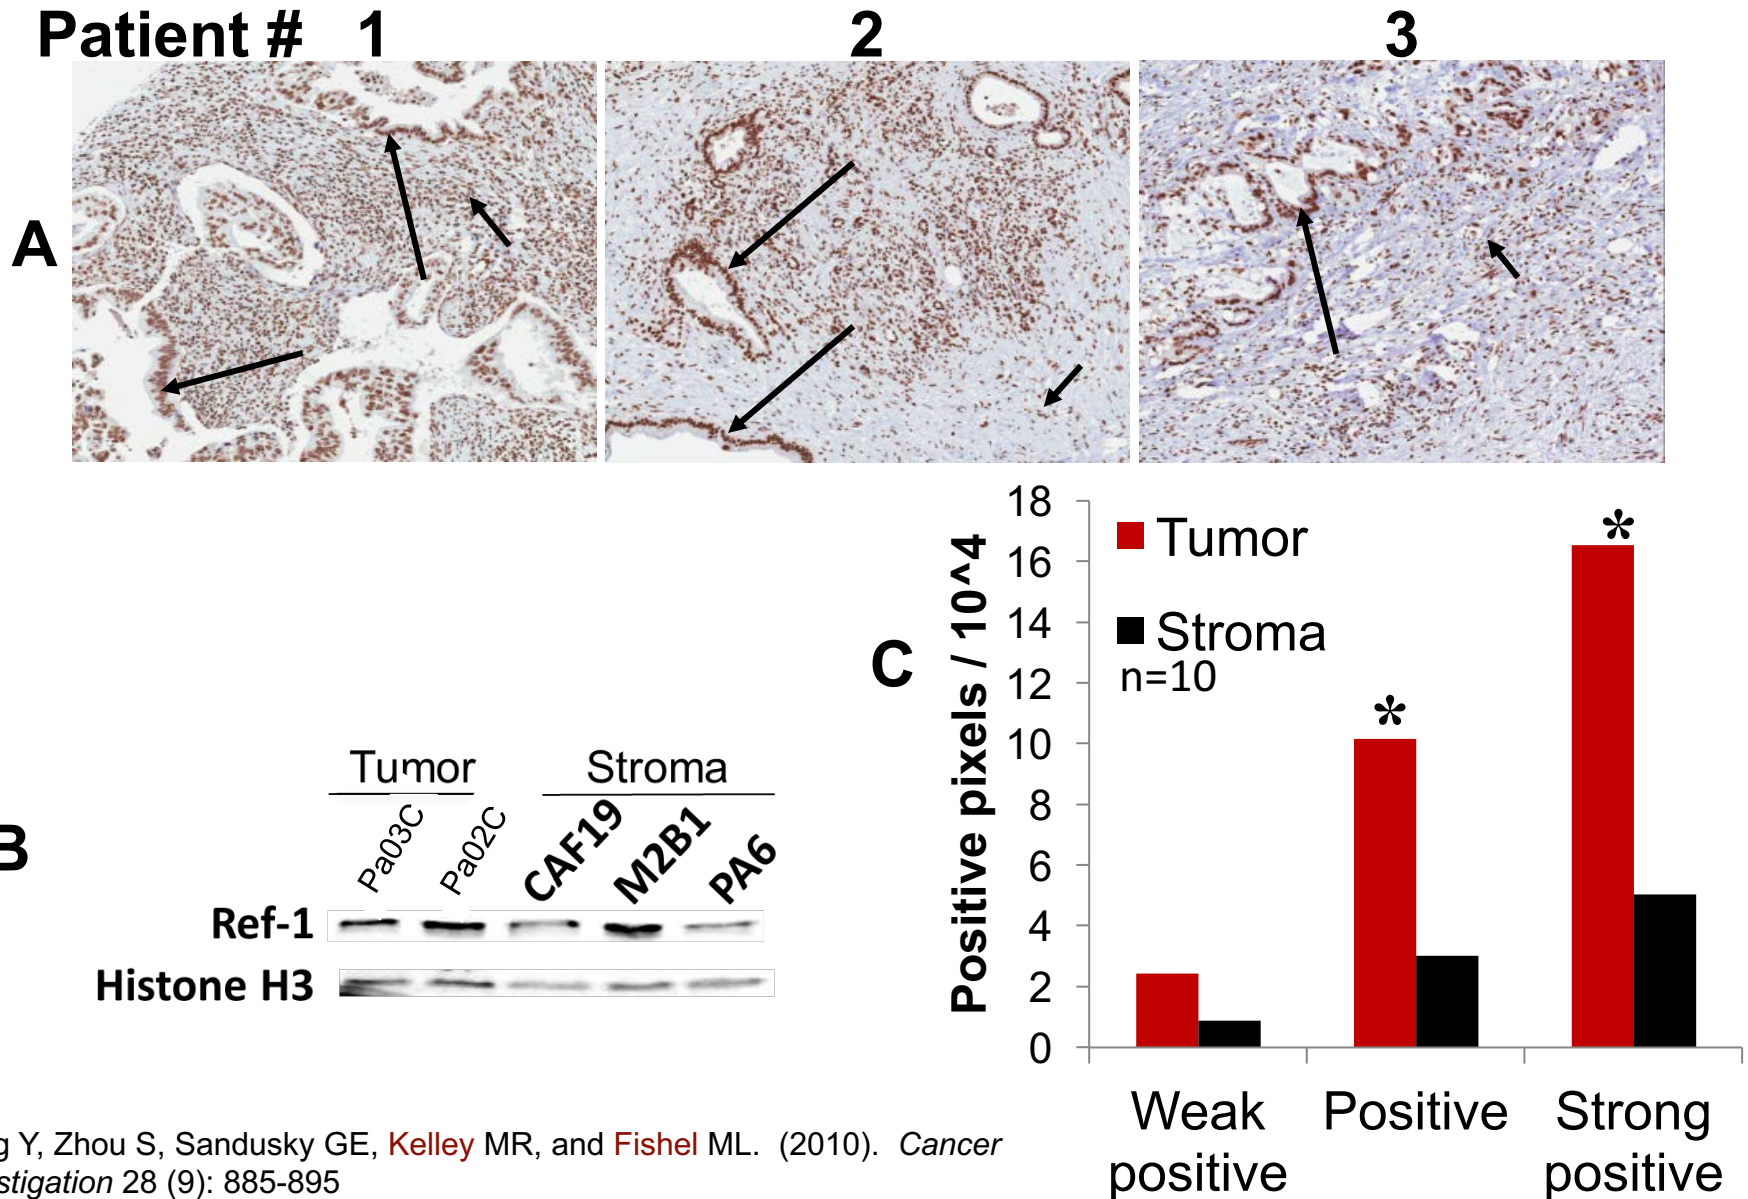 Patient # 1 2 3
A
B
Tumor Stroma
Pa03C Pa02C CAF19 M2B1 PA6
Ref-1
Histone H3
C
Positive pixels / 10^4
18
16
14
12
10
8
6
4
2
0
Tumor
Stroma
n=10
*
*
Weak positive
Positive
Strong positive
g Y, Zhou S, Sandusky GE, Kelley MR, and Fishel ML. (2010). Cancer
stigation 28 (9): 885-895